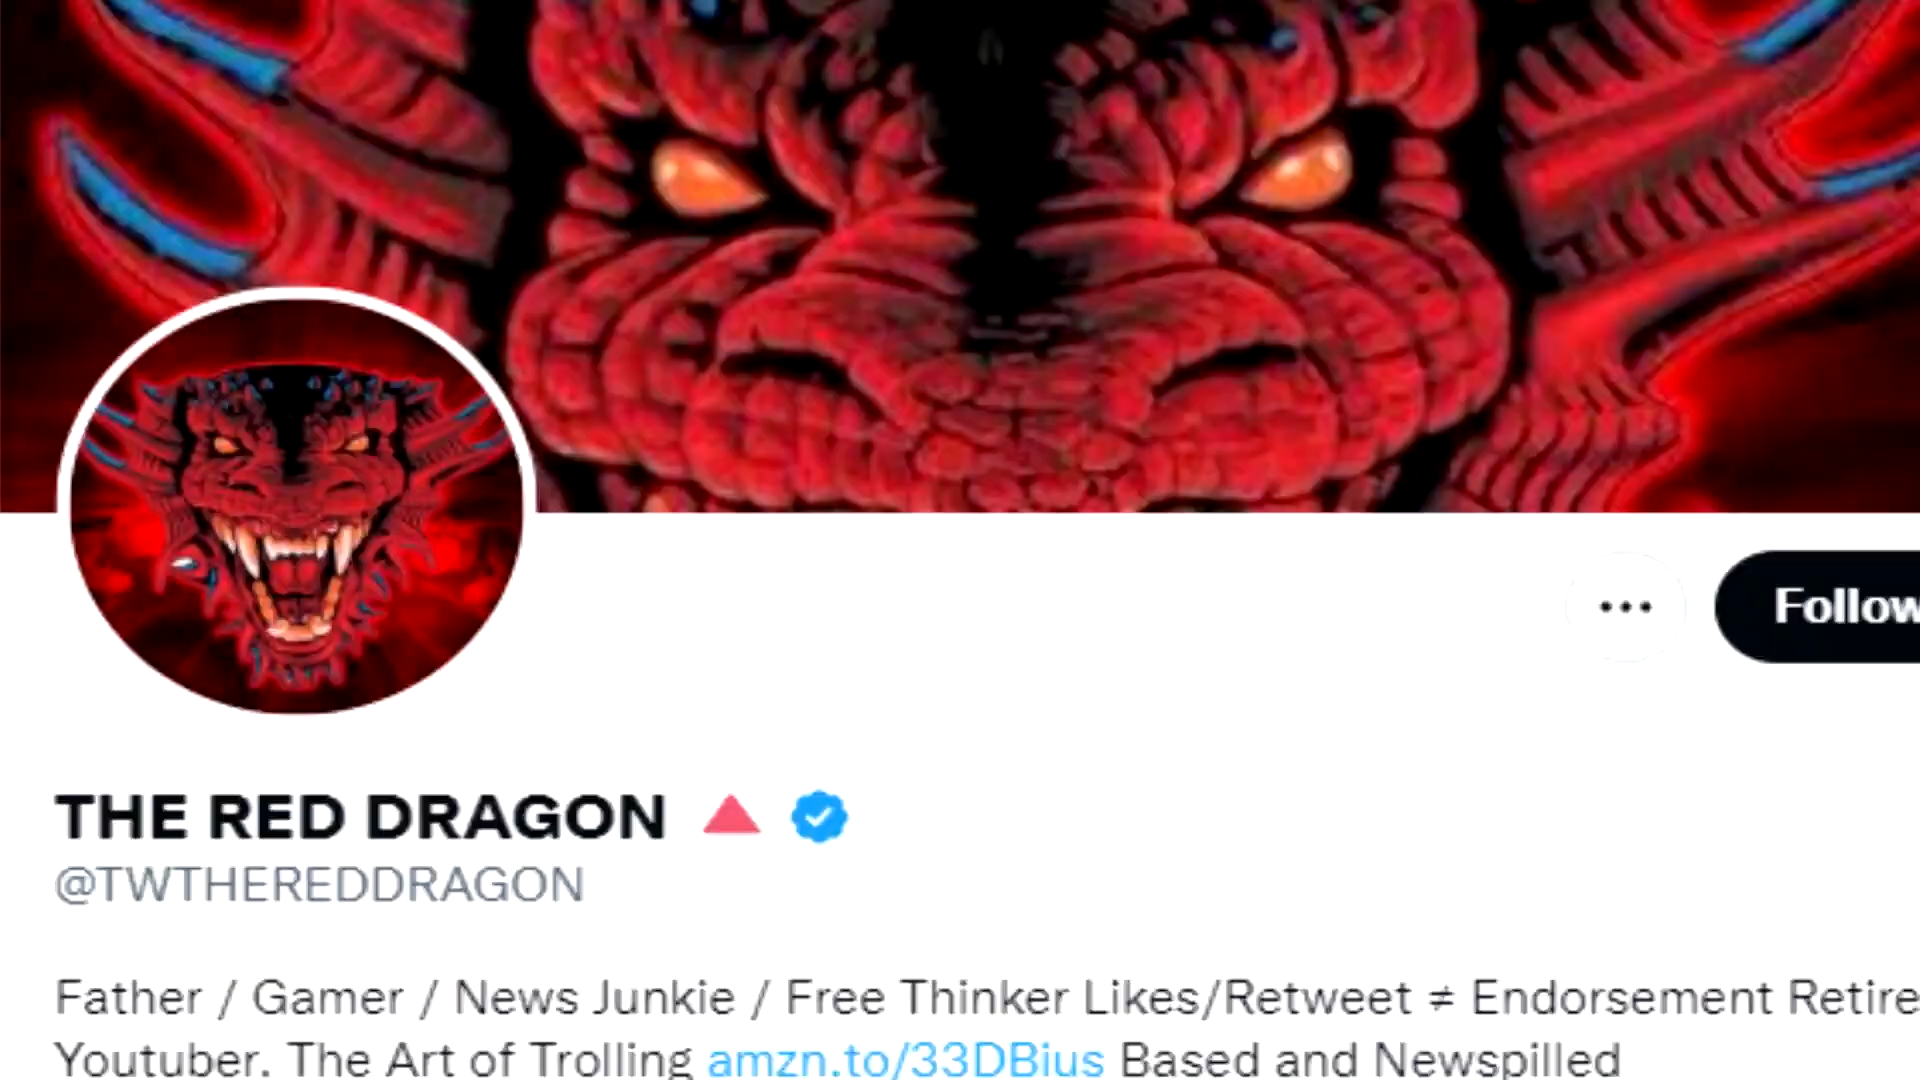 Follow
THE RED DRAGON
@TWTHEREDDRAGON
Father / Gamer / News Junkie / Free Thinker Likes/Retweet ≠ Endorsement Retire
Youtuber. The Art of Trolling amzn.to/33DBius Based and Newspilled